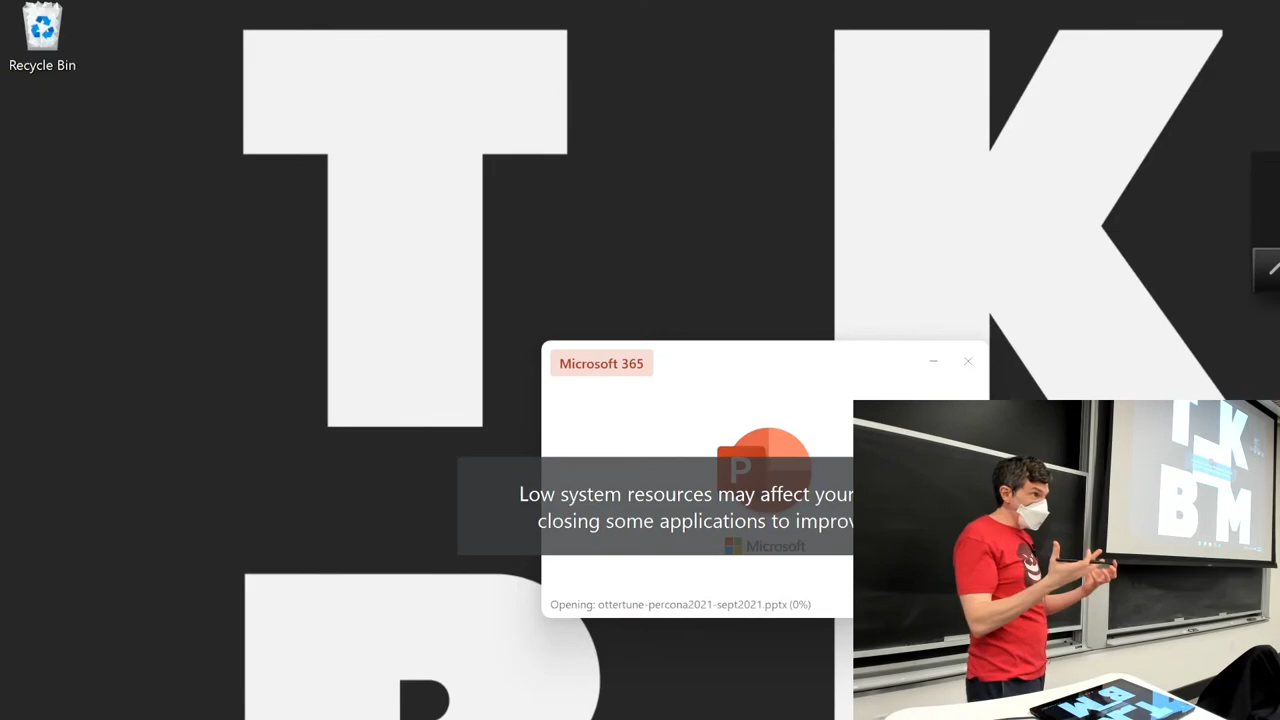 Recycle Bin
T K
Microsoft 365
P
Low system resources may affect your
closing some applications to improv
Microsoft
Opening: ottertune-percona2021-sept2021.pptx (0%)
B
T K
B M
T K
B M